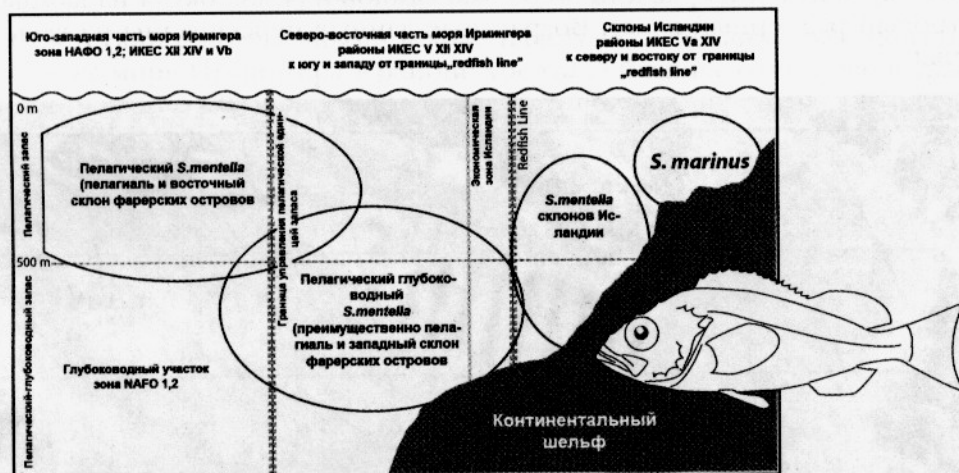 Юго-западная часть моря Ирмингера
зона НАФО 1,2; ИКЕС XII XIV и Vb
Северо-восточная часть моря Ирмингера
районы ИКЕС V XII XIV
к югу и западу от границы„redfish line”
Склоны Исландии
районы ИКЕС Va XIV
к северу и востоку от границы
„redfish line”
0 m
500 m
Пелагический запас
Пелагический-глубоководный запас
Пелагический S.mentella
(пелагиаль и восточный
склон фарерских островов
Глубоководный участок
зона NAFO 1,2
Граница управления пелагической един-
цей запаса
Пелагический глубоко-
водный
S.mentella
(преимущественно пела-
гиаль и западный склон
фарерских островов
Экономическая
зона Исландия
Redfish Line
S.mentella
склонов Ис-
ландии
S. marinus
Континентальный
шельф